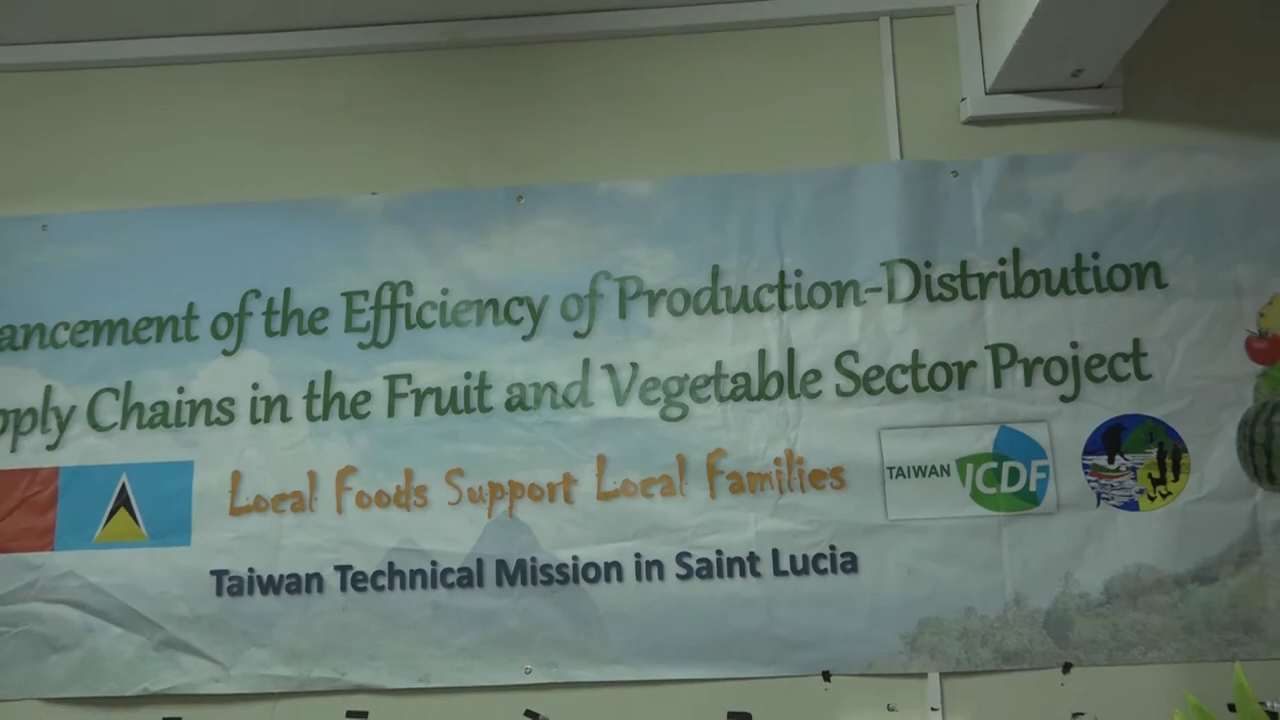 ancement of the Efficiency of Production-Distribution
pply Chains in the Fruit and Vegetable Sector Project
Local Foods Support Local Families
TAIWAN ICDF
Taiwan Technical Mission in Saint Lucia